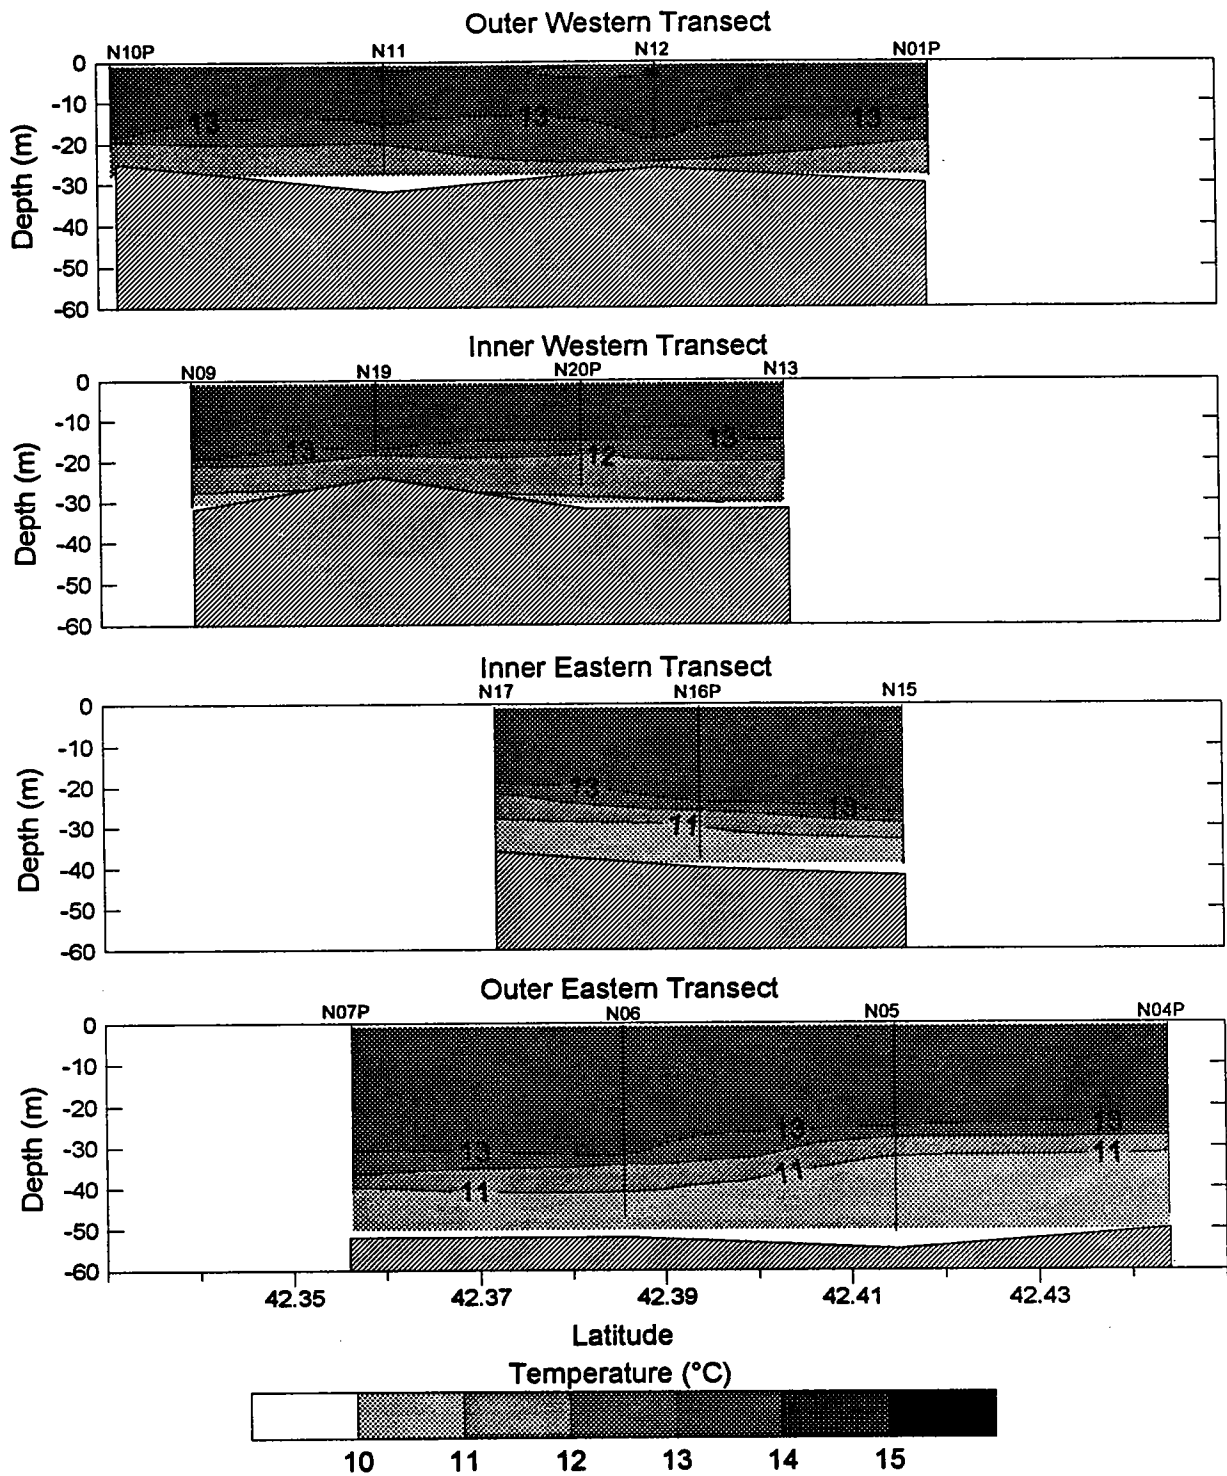 Outer Western Transect
N10P N11 N12 N01P
0
-10
-20
-30
-40
-50
-60
Depth (m)
13 13 13
Inner Western Transect
N09 N19 N20P N13
0
-10
-20
-30
-40
-50
-60
Depth (m)
13 12 13
Inner Eastern Transect
N17 N16P N15
0
-10
-20
-30
-40
-50
-60
Depth (m)
13 13
11
Outer Eastern Transect
N07P N06 N05 N04P
0
-10
-20
-30
-40
-50
-60
Depth (m)
13 13 13
11 11 11
42.35 42.37 42.39 42.41 42.43
Latitude
Temperature (°C)
10 11 12 13 14 15